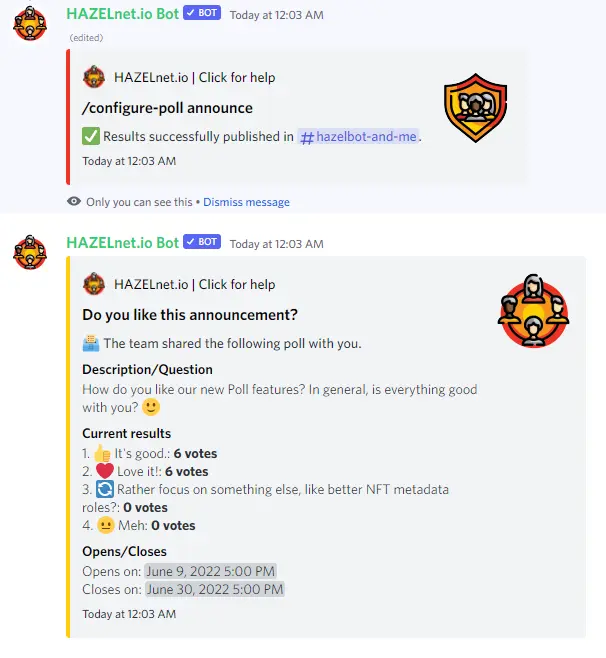 HAZELnet.io Bot ✓ BOT Today at 12:03 AM
(edited)
HAZELnet.io | Click for help
/configure-poll announce
✅ Results successfully published in #hazelbot-and-me.
Today at 12:03 AM
Only you can see this • Dismiss message
HAZELnet.io Bot ✓ BOT Today at 12:03 AM
HAZELnet.io | Click for help
Do you like this announcement?
🗳️ The team shared the following poll with you.
Description/Question
How do you like our new Poll features? In general, is everything good
with you? 🙂
Current results
1. 👍 It's good.: 6 votes
2. ❤️ Love it!: 6 votes
3. 🔄 Rather focus on something else, like better NFT metadata
roles?: 0 votes
4. 😐 Meh: 0 votes
Opens/Closes
Opens on: June 9, 2022 5:00 PM
Closes on: June 30, 2022 5:00 PM
Today at 12:03 AM